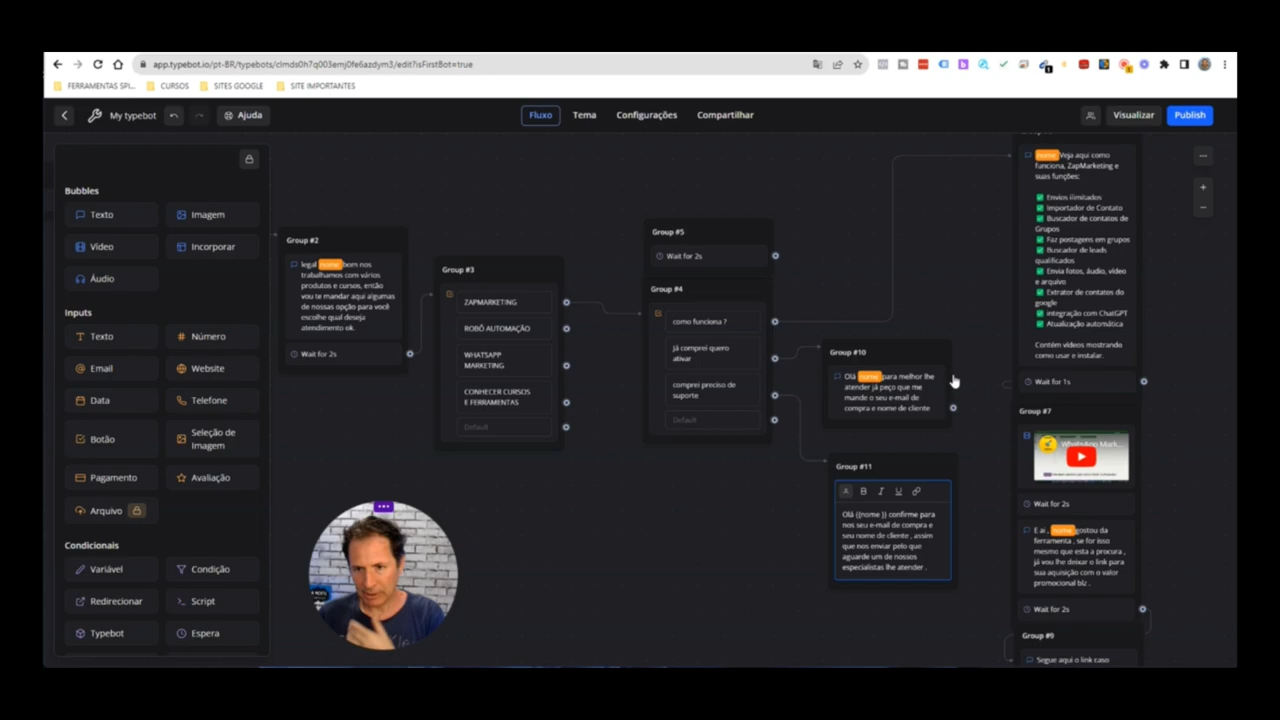 app.typebot.io/pt-BR/typebots/clmds0h7q003emj0fe6azdym3/edit?isFirstBot=true
FERRAMENTAS SPI...
CURSOS
SITES GOOGLE
SITE IMPORTANTES
My typebot
Ajuda
Fluxo
Tema
Configurações
Compartilhar
Visualizar
Publish
Bubbles
Texto
Imagem
Vídeo
Incorporar
Áudio
Inputs
Texto
Número
Email
Website
Data
Telefone
Botão
Seleção de
Imagem
Pagamento
Avaliação
Arquivo
Condicionais
Variável
Condição
Redirecionar
Script
Typebot
Espera
Group #2
legal nome bom nos
trabalhamos com vários
produtos e cursos, então
vou te mandar aqui algumas
de nossas opção para você
escolhe qual deseja
atendimento ok.
Wait for 2s
Group #3
ZAPMARKETING
ROBÔ AUTOMAÇÃO
WHATSAPP
MARKETING
CONHECER CURSOS
E FERRAMENTAS
Default
Group #5
Wait for 2s
Group #4
como funciona ?
Já comprei quero
ativar
comprei preciso de
suporte
Default
Group #10
Olá nome para melhor lhe
atender já peço que me
mande o seu e-mail de
compra e nome de cliente
Group #11
Olá {{nome }} confirme para
nos seu e-mail de compra e
seu nome de cliente , assim
que nos enviar pelo que
aguarde um de nossos
especialistas lhe atender .
nome Veja aqui como
funciona, ZapMarketing e
suas funções:
✅ Envios ilimitados
✅ Importador de Contato
✅ Buscador de contatos de
Grupos
✅ Faz postagens em grupos
✅ Buscador de leads
qualificados
✅ Envia fotos, áudio, vídeo
e arquivo
✅ Extrator de contatos do
google
✅ integração com ChatGPT
✅ Atualização automática
Contém vídeos mostrando
como usar e instalar.
Wait for 1s
Group #7
WhatsApp Mark...
Wait for 2s
E ai , nome gostou da
ferramenta , se for isso
mesmo que esta a procura ,
já vou lhe deixar o link para
sua aquisição com o valor
promocional blz .
Wait for 2s
Group #9
Segue aqui o link caso